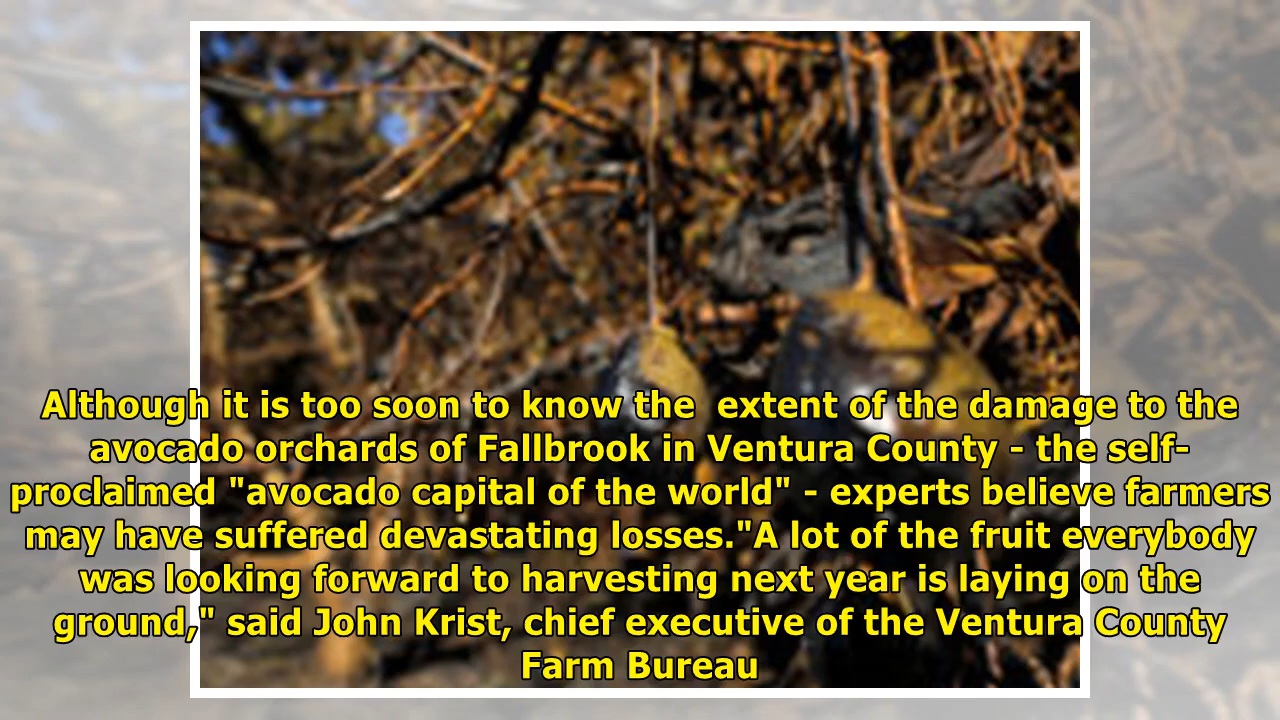 Although it is too soon to know the  extent of the damage to the
avocado orchards of Fallbrook in Ventura County - the self-
proclaimed "avocado capital of the world" - experts believe farmers
may have suffered devastating losses."A lot of the fruit everybody
was looking forward to harvesting next year is laying on the
ground," said John Krist, chief executive of the Ventura County
Farm Bureau